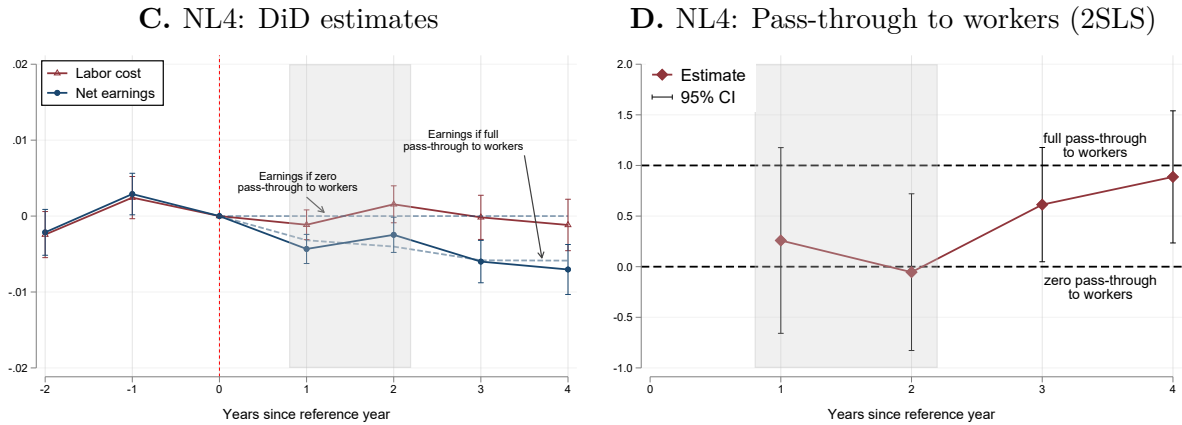 C. NL4: DiD estimates
.02
.01
0
-.01
-.02
Labor cost
Net earnings
Earnings if zero
pass-through to workers
Earnings if full
pass-through to workers
-2 -1 0 1 2 3 4
Years since reference year
D. NL4: Pass-through to workers (2SLS)
2.0
1.5
1.0
0.5
0.0
-0.5
-1.0
Estimate
95% CI
full pass-through
to workers
zero pass-through
to workers
0 1 2 3 4
Years since reference year